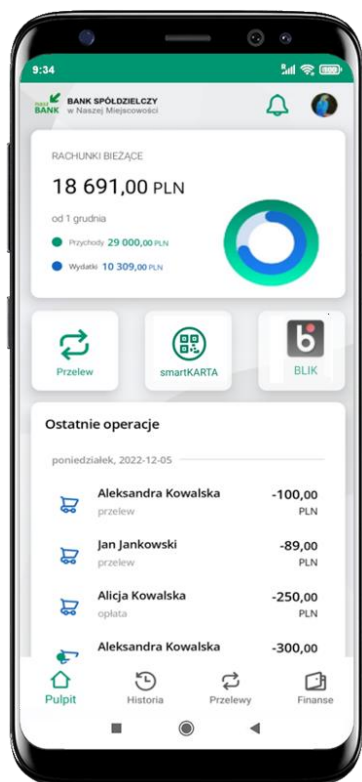 9:34
NASZ BANK
BANK SPÓŁDZIELCZY
w Naszej Miejscowości
RACHUNKI BIEŻĄCE
18 691,00 PLN
od 1 grudnia
Przychody 29 000,00 PLN
Wydatki 10 309,00 PLN
Przelew
smartKARTA
BLIK
Ostatnie operacje
poniedziałek, 2022-12-05
Aleksandra Kowalska -100,00
przelew PLN
Jan Jankowski -89,00
przelew PLN
Alicja Kowalska -250,00
opłata PLN
Aleksandra Kowalska -300,00
Pulpit
Historia
Przelewy
Finanse